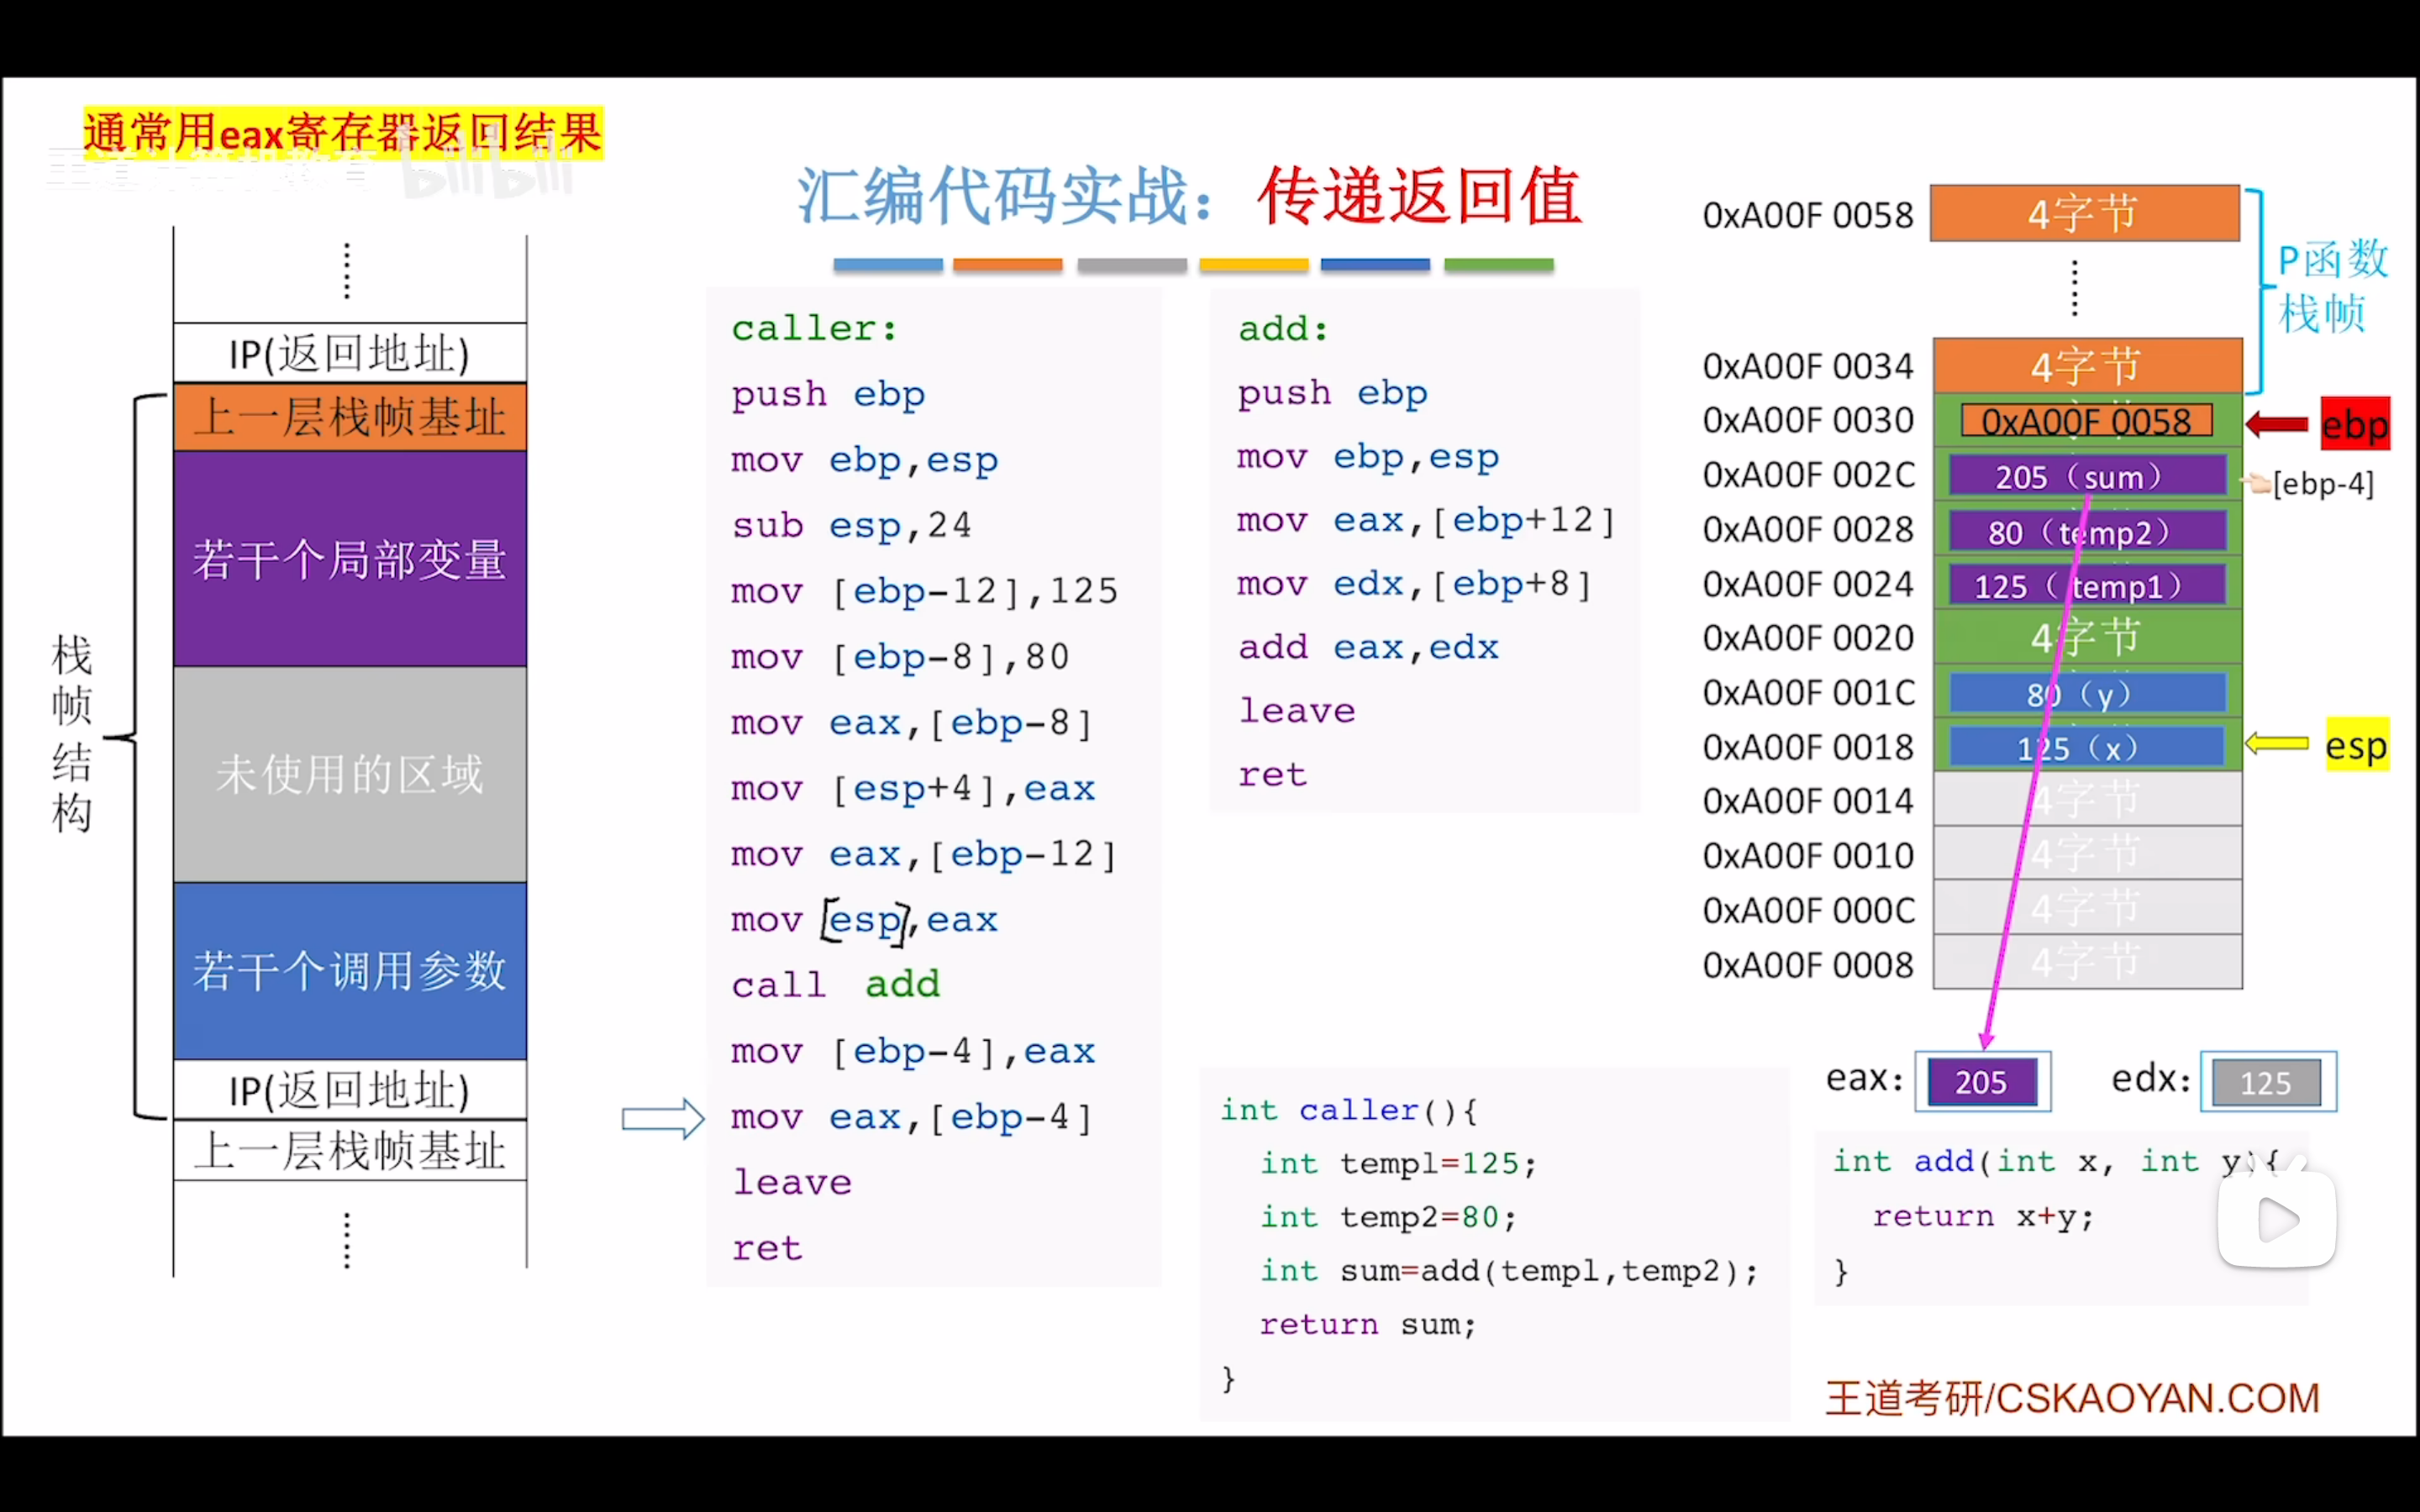 通常用eax寄存器返回结果
王道计算机教育 bilibili
汇编代码实战：传递返回值
IP(返回地址)
上一层栈帧基址
若干个局部变量
未使用的区域
若干个调用参数
IP(返回地址)
上一层栈帧基址
栈帧结构
caller:
push ebp
mov ebp,esp
sub esp,24
mov [ebp-12],125
mov [ebp-8],80
mov eax,[ebp-8]
mov [esp+4],eax
mov eax,[ebp-12]
mov [esp],eax
call add
mov [ebp-4],eax
mov eax,[ebp-4]
leave
ret
add:
push ebp
mov ebp,esp
mov eax,[ebp+12]
mov edx,[ebp+8]
add eax,edx
leave
ret
0xA00F 0058 4字节
P函数
栈帧
0xA00F 0034 4字节
0xA00F 0030 0xA00F 0058 ebp
0xA00F 002C 205（sum） [ebp-4]
0xA00F 0028 80（temp2）
0xA00F 0024 125（temp1）
0xA00F 0020 4字节
0xA00F 001C 80（y）
0xA00F 0018 125（x） esp
0xA00F 0014 4字节
0xA00F 0010 4字节
0xA00F 000C 4字节
0xA00F 0008 4字节
eax: 205 edx: 125
int caller(){
int temp1=125;
int temp2=80;
int sum=add(temp1,temp2);
return sum;
}
int add(int x, int y){
return x+y;
}
王道考研/CSKAOYAN.COM